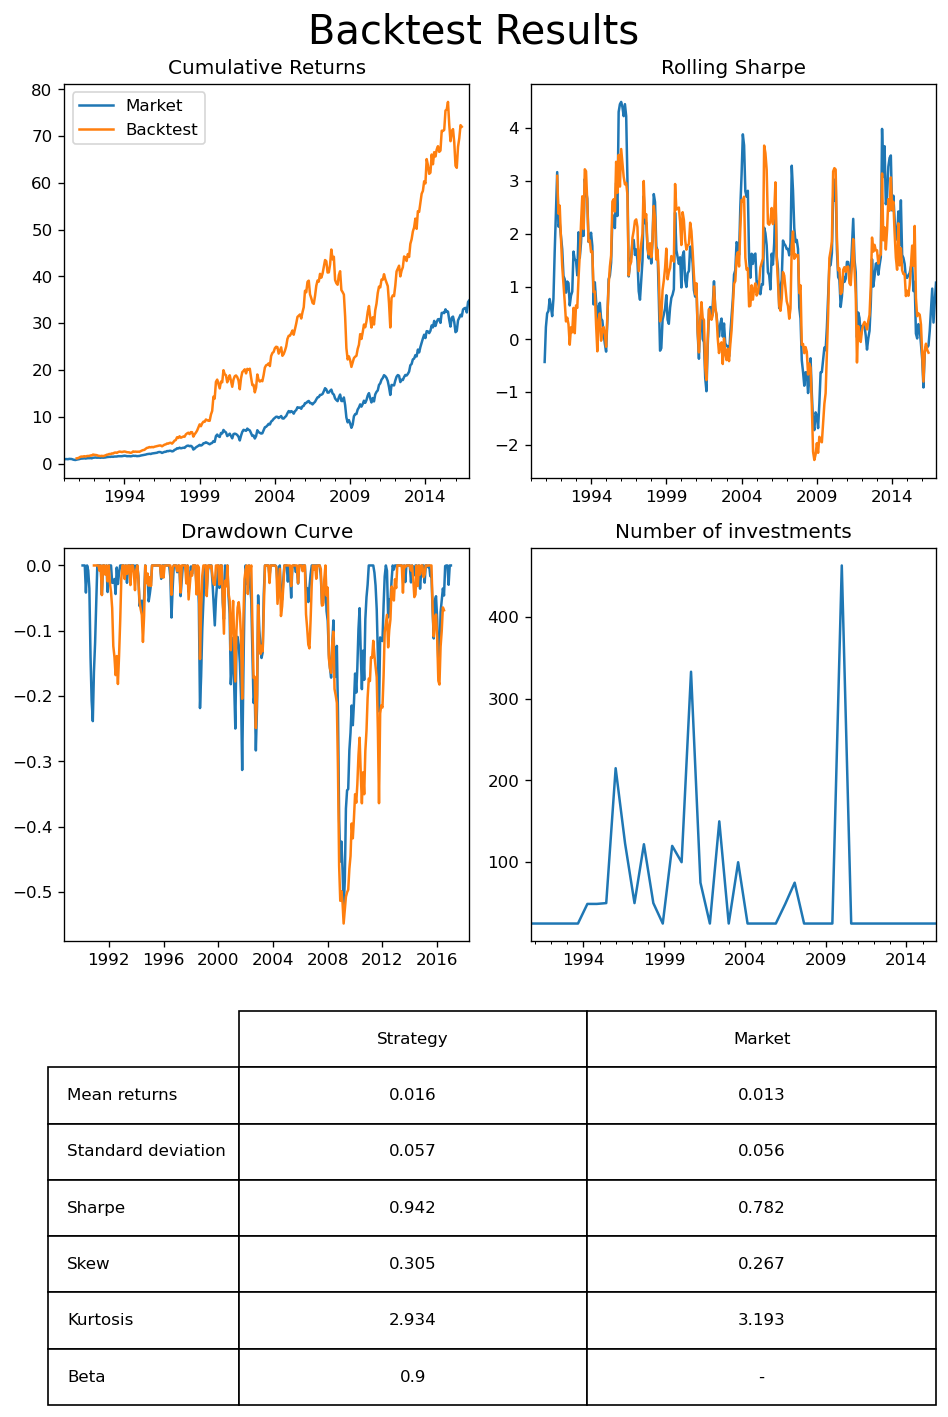 Backtest Results
Cumulative Returns
80
70
60
50
40
30
20
10
0
1994 1999 2004 2009 2014
Market
Backtest
Rolling Sharpe
4
3
2
1
0
−1
−2
1994 1999 2004 2009 2014
Drawdown Curve
0.0
−0.1
−0.2
−0.3
−0.4
−0.5
1992 1996 2000 2004 2008 2012 2016
Number of investments
400
300
200
100
1994 1999 2004 2009 2014
Strategy Market
Mean returns 0.016 0.013
Standard deviation 0.057 0.056
Sharpe 0.942 0.782
Skew 0.305 0.267
Kurtosis 2.934 3.193
Beta 0.9 -